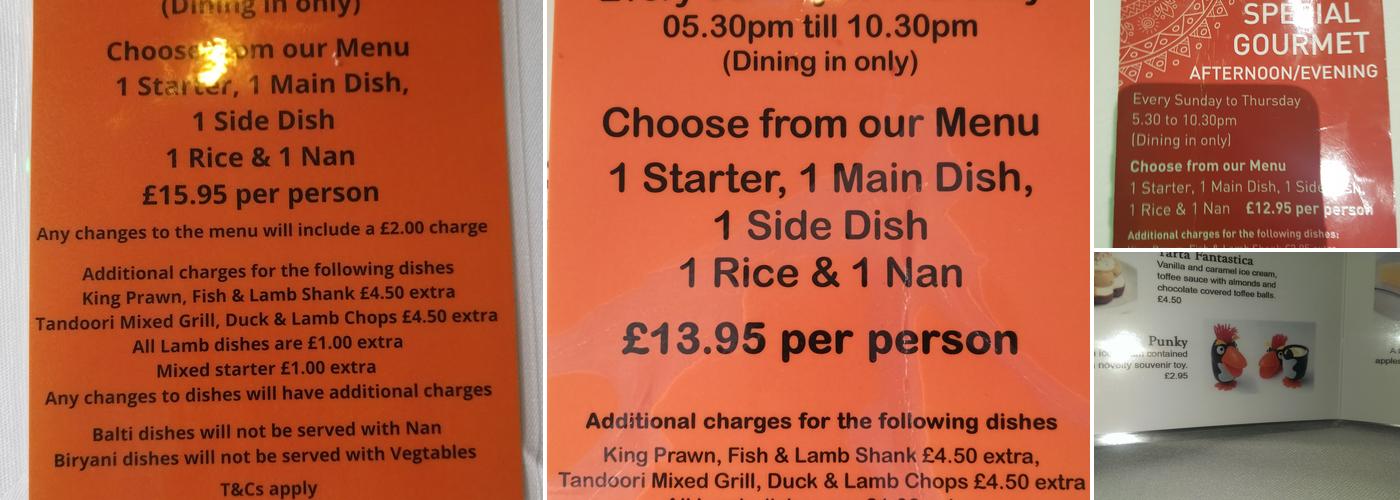 (Dining in only)
Choose from our Menu
1 Starter, 1 Main Dish,
1 Side Dish
1 Rice & 1 Nan
£15.95 per person
Any changes to the menu will include a £2.00 charge
Additional charges for the following dishes
King Prawn, Fish & Lamb Shank £4.50 extra
Tandoori Mixed Grill, Duck & Lamb Chops £4.50 extra
All Lamb dishes are £1.00 extra
Mixed starter £1.00 extra
Any changes to dishes will have additional charges
Balti dishes will not be served with Nan
Biryani dishes will not be served with Vegtables
T&Cs apply
05.30pm till 10.30pm
(Dining in only)
Choose from our Menu
1 Starter, 1 Main Dish,
1 Side Dish
1 Rice & 1 Nan
£13.95 per person
Additional charges for the following dishes
King Prawn, Fish & Lamb Shank £4.50 extra,
Tandoori Mixed Grill, Duck & Lamb Chops £4.50 extra
SPECIAL
GOURMET
AFTERNOON/EVENING
Every Sunday to Thursday
5.30 to 10.30pm
(Dining in only)
Choose from our Menu
1 Starter, 1 Main Dish, 1 Side Dish,
1 Rice & 1 Nan £12.95 per person
Additional charges for the following dishes:
Tarta Fantastica
Vanilla and caramel ice cream,
toffee sauce with almonds and
chocolate covered toffee balls.
£4.50
Punky
contained
novelty souvenir toy.
£2.95